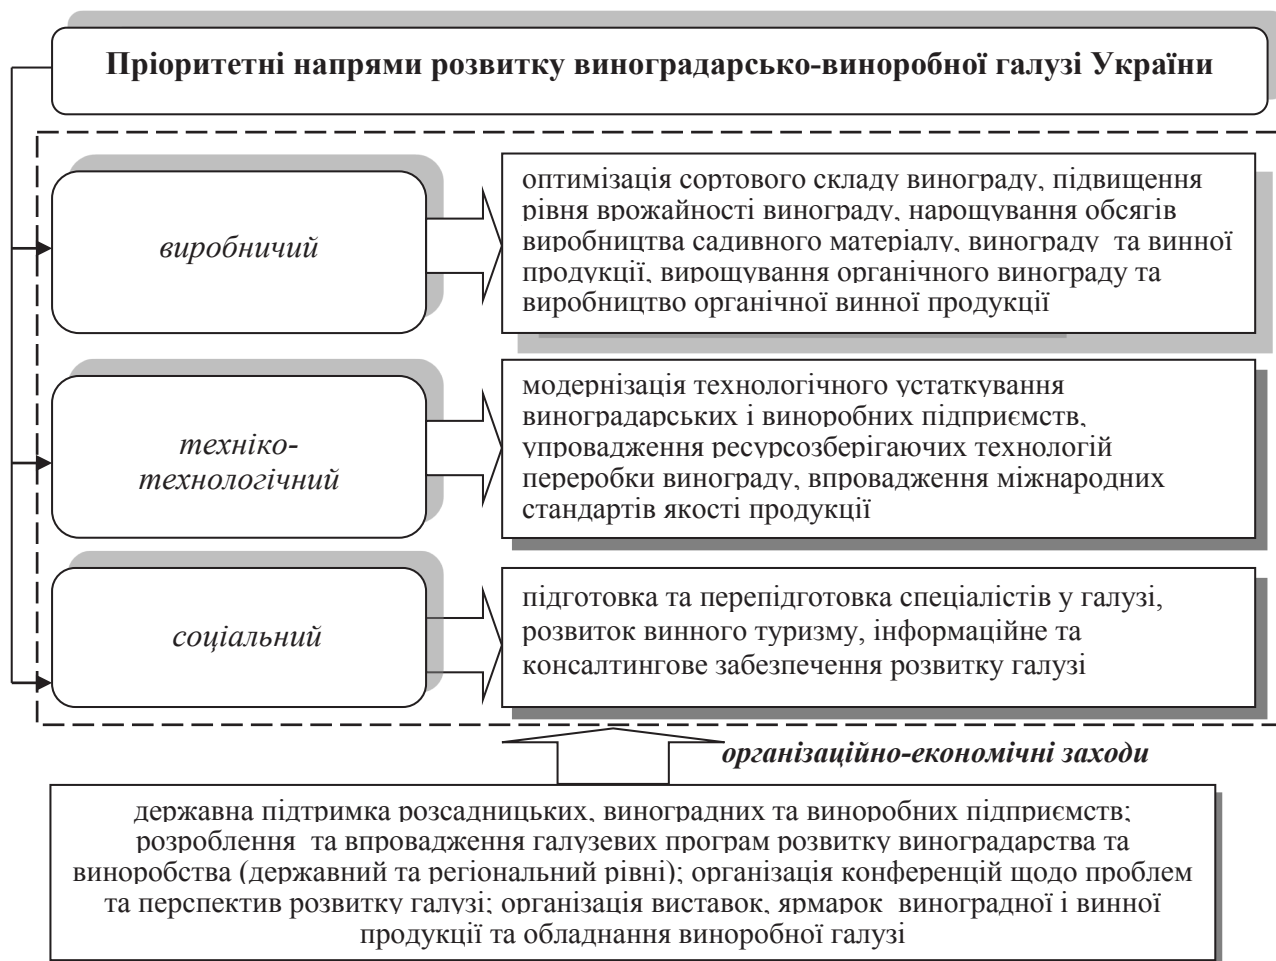 Пріоритетні напрями розвитку виноградарсько-виноробної галузі України
виробничий
оптимізація сортового складу винограду, підвищення
рівня врожайності винограду, нарощування обсягів
виробництва садивного матеріалу, винограду та винної
продукції, вирощування органічного винограду та
виробництво органічної винної продукції
техніко-
технологічний
модернізація технологічного устаткування
виноградарських і виноробних підприємств,
упровадження ресурсозберігаючих технологій
переробки винограду, впровадження міжнародних
стандартів якості продукції
соціальний
підготовка та перепідготовка спеціалістів у галузі,
розвиток винного туризму, інформаційне та
консалтингове забезпечення розвитку галузі
організаційно-економічні заходи
державна підтримка розсадницьких, виноградних та виноробних підприємств;
розроблення та впровадження галузевих програм розвитку виноградарства та
виноробства (державний та регіональний рівні); організація конференцій щодо проблем
та перспектив розвитку галузі; організація виставок, ярмарок виноградної і винної
продукції та обладнання виноробної галузі